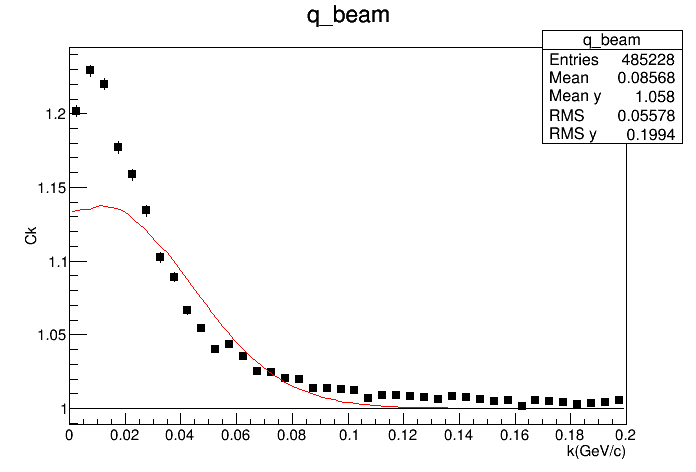 q_beam
q_beam
Entries 485228
Mean 0.08568
Mean y 1.058
RMS 0.05578
RMS y 0.1994
1.2
1.15
1.1
1.05
1
Ck
0 0.02 0.04 0.06 0.08 0.1 0.12 0.14 0.16 0.18 0.2
k(GeV/c)